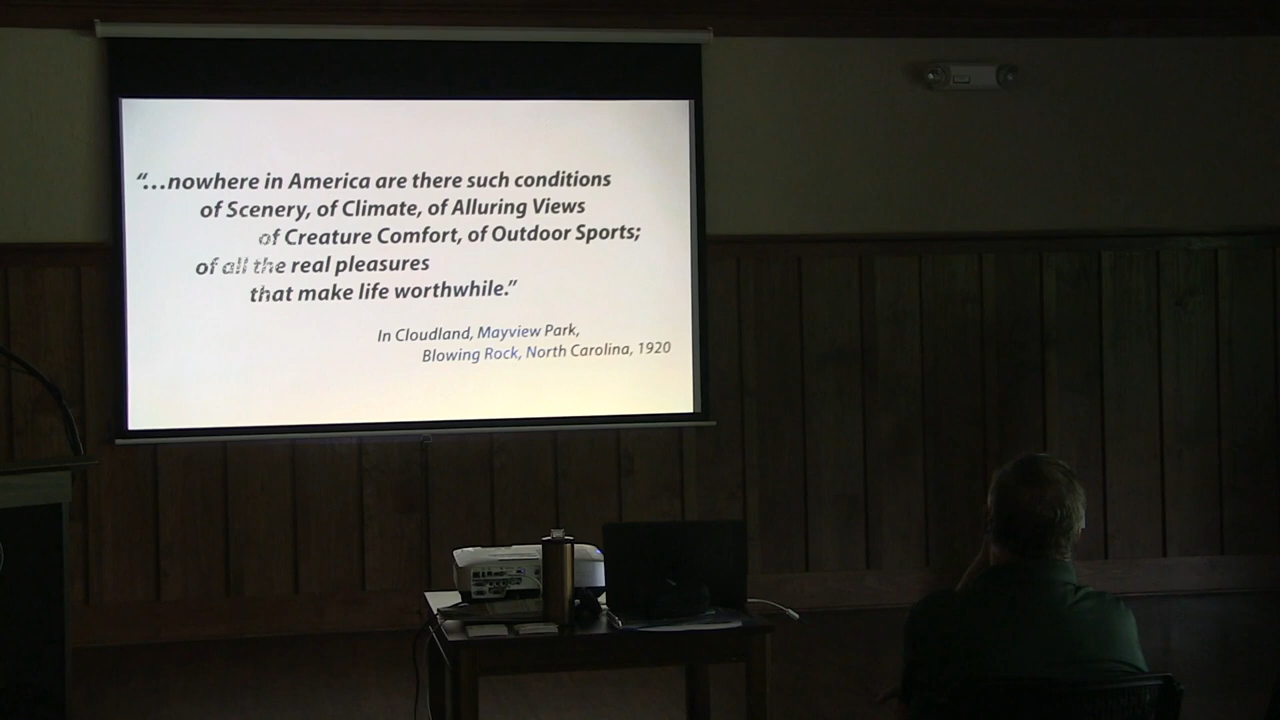 “...nowhere in America are there such conditions
of Scenery, of Climate, of Alluring Views
of Creature Comfort, of Outdoor Sports;
of all the real pleasures
that make life worthwhile.”
In Cloudland, Mayview Park,
Blowing Rock, North Carolina, 1920